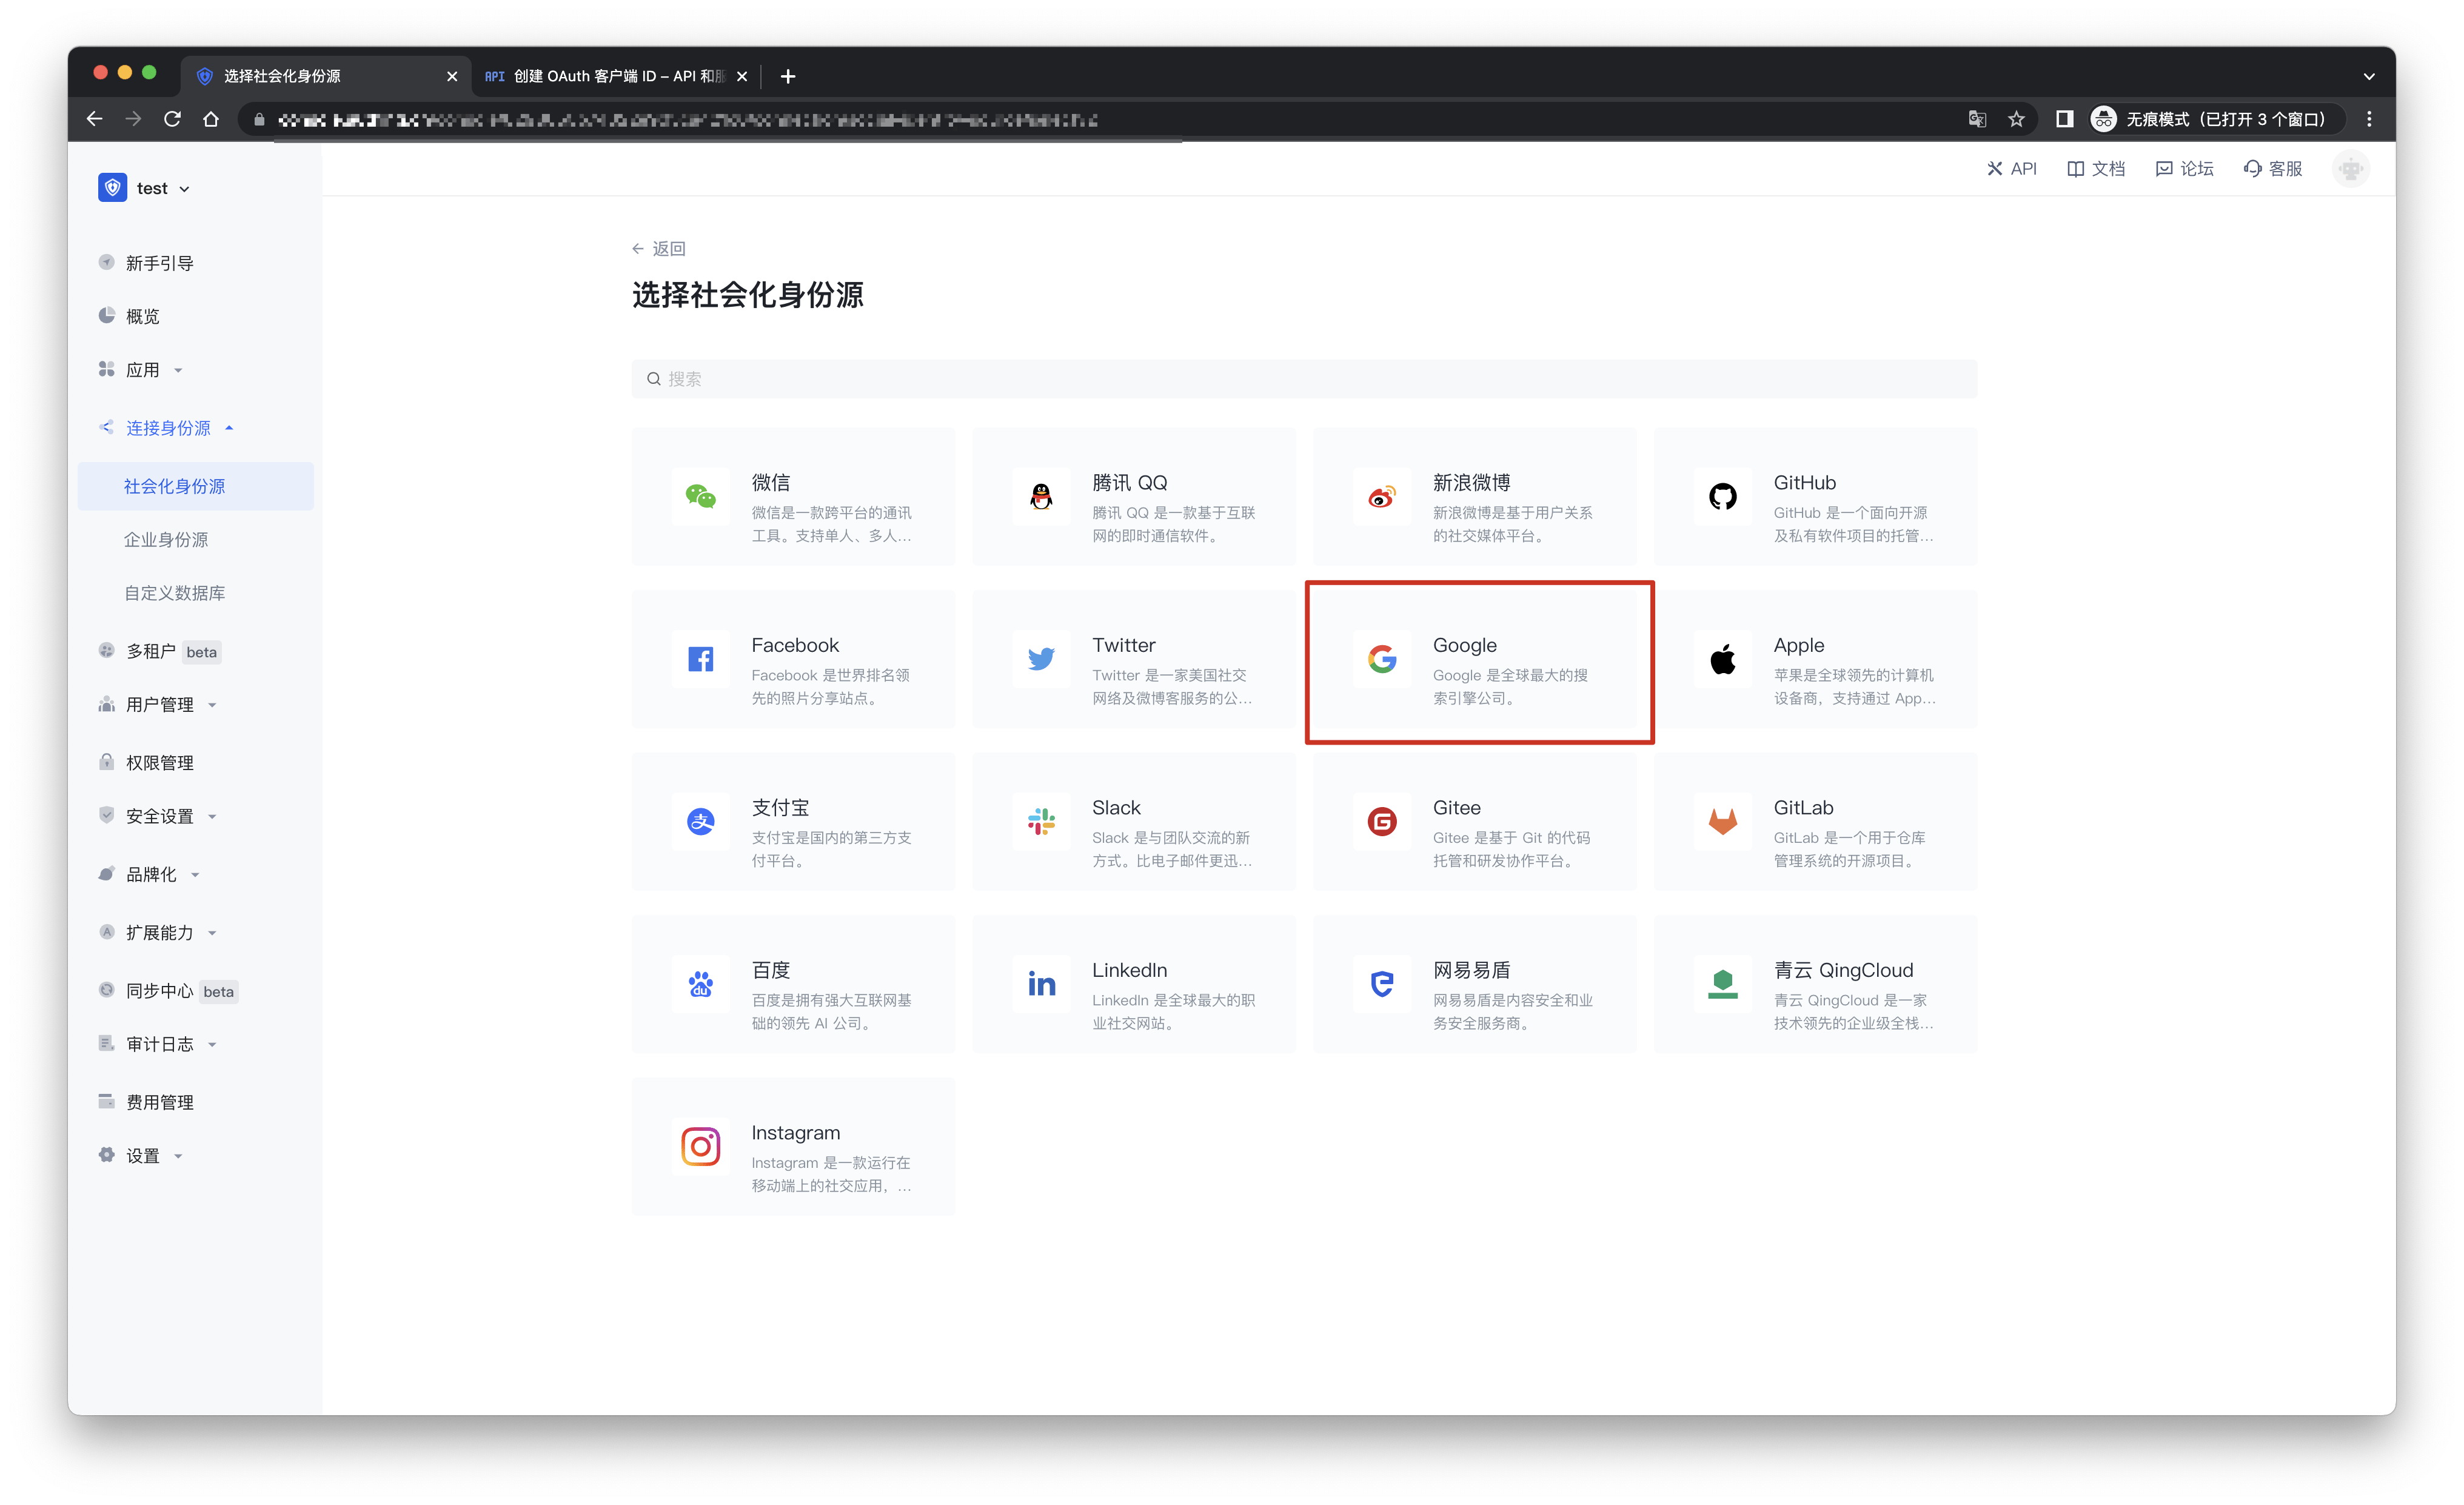 选择社会化身份源
API 创建 OAuth 客户端 ID – API 和服
无痕模式（已打开 3 个窗口）
test
API
文档
论坛
客服
新手引导
概览
应用
连接身份源
社会化身份源
企业身份源
自定义数据库
多租户 beta
用户管理
权限管理
安全设置
品牌化
扩展能力
同步中心 beta
审计日志
费用管理
设置
返回
选择社会化身份源
搜索
微信
微信是一款跨平台的通讯
工具。支持单人、多人...
腾讯 QQ
腾讯 QQ 是一款基于互联
网的即时通信软件。
新浪微博
新浪微博是基于用户关系
的社交媒体平台。
GitHub
GitHub 是一个面向开源
及私有软件项目的托管...
Facebook
Facebook 是世界排名领
先的照片分享站点。
Twitter
Twitter 是一家美国社交
网络及微博客服务的公...
Google
Google 是全球最大的搜
索引擎公司。
Apple
苹果是全球领先的计算机
设备商，支持通过 App...
支付宝
支付宝是国内的第三方支
付平台。
Slack
Slack 是与团队交流的新
方式。比电子邮件更迅...
Gitee
Gitee 是基于 Git 的代码
托管和研发协作平台。
GitLab
GitLab 是一个用于仓库
管理系统的开源项目。
百度
百度是拥有强大互联网基
础的领先 AI 公司。
LinkedIn
LinkedIn 是全球最大的职
业社交网站。
网易易盾
网易易盾是内容安全和业
务安全服务商。
青云 QingCloud
青云 QingCloud 是一家
技术领先的企业级全栈...
Instagram
Instagram 是一款运行在
移动端上的社交应用，...